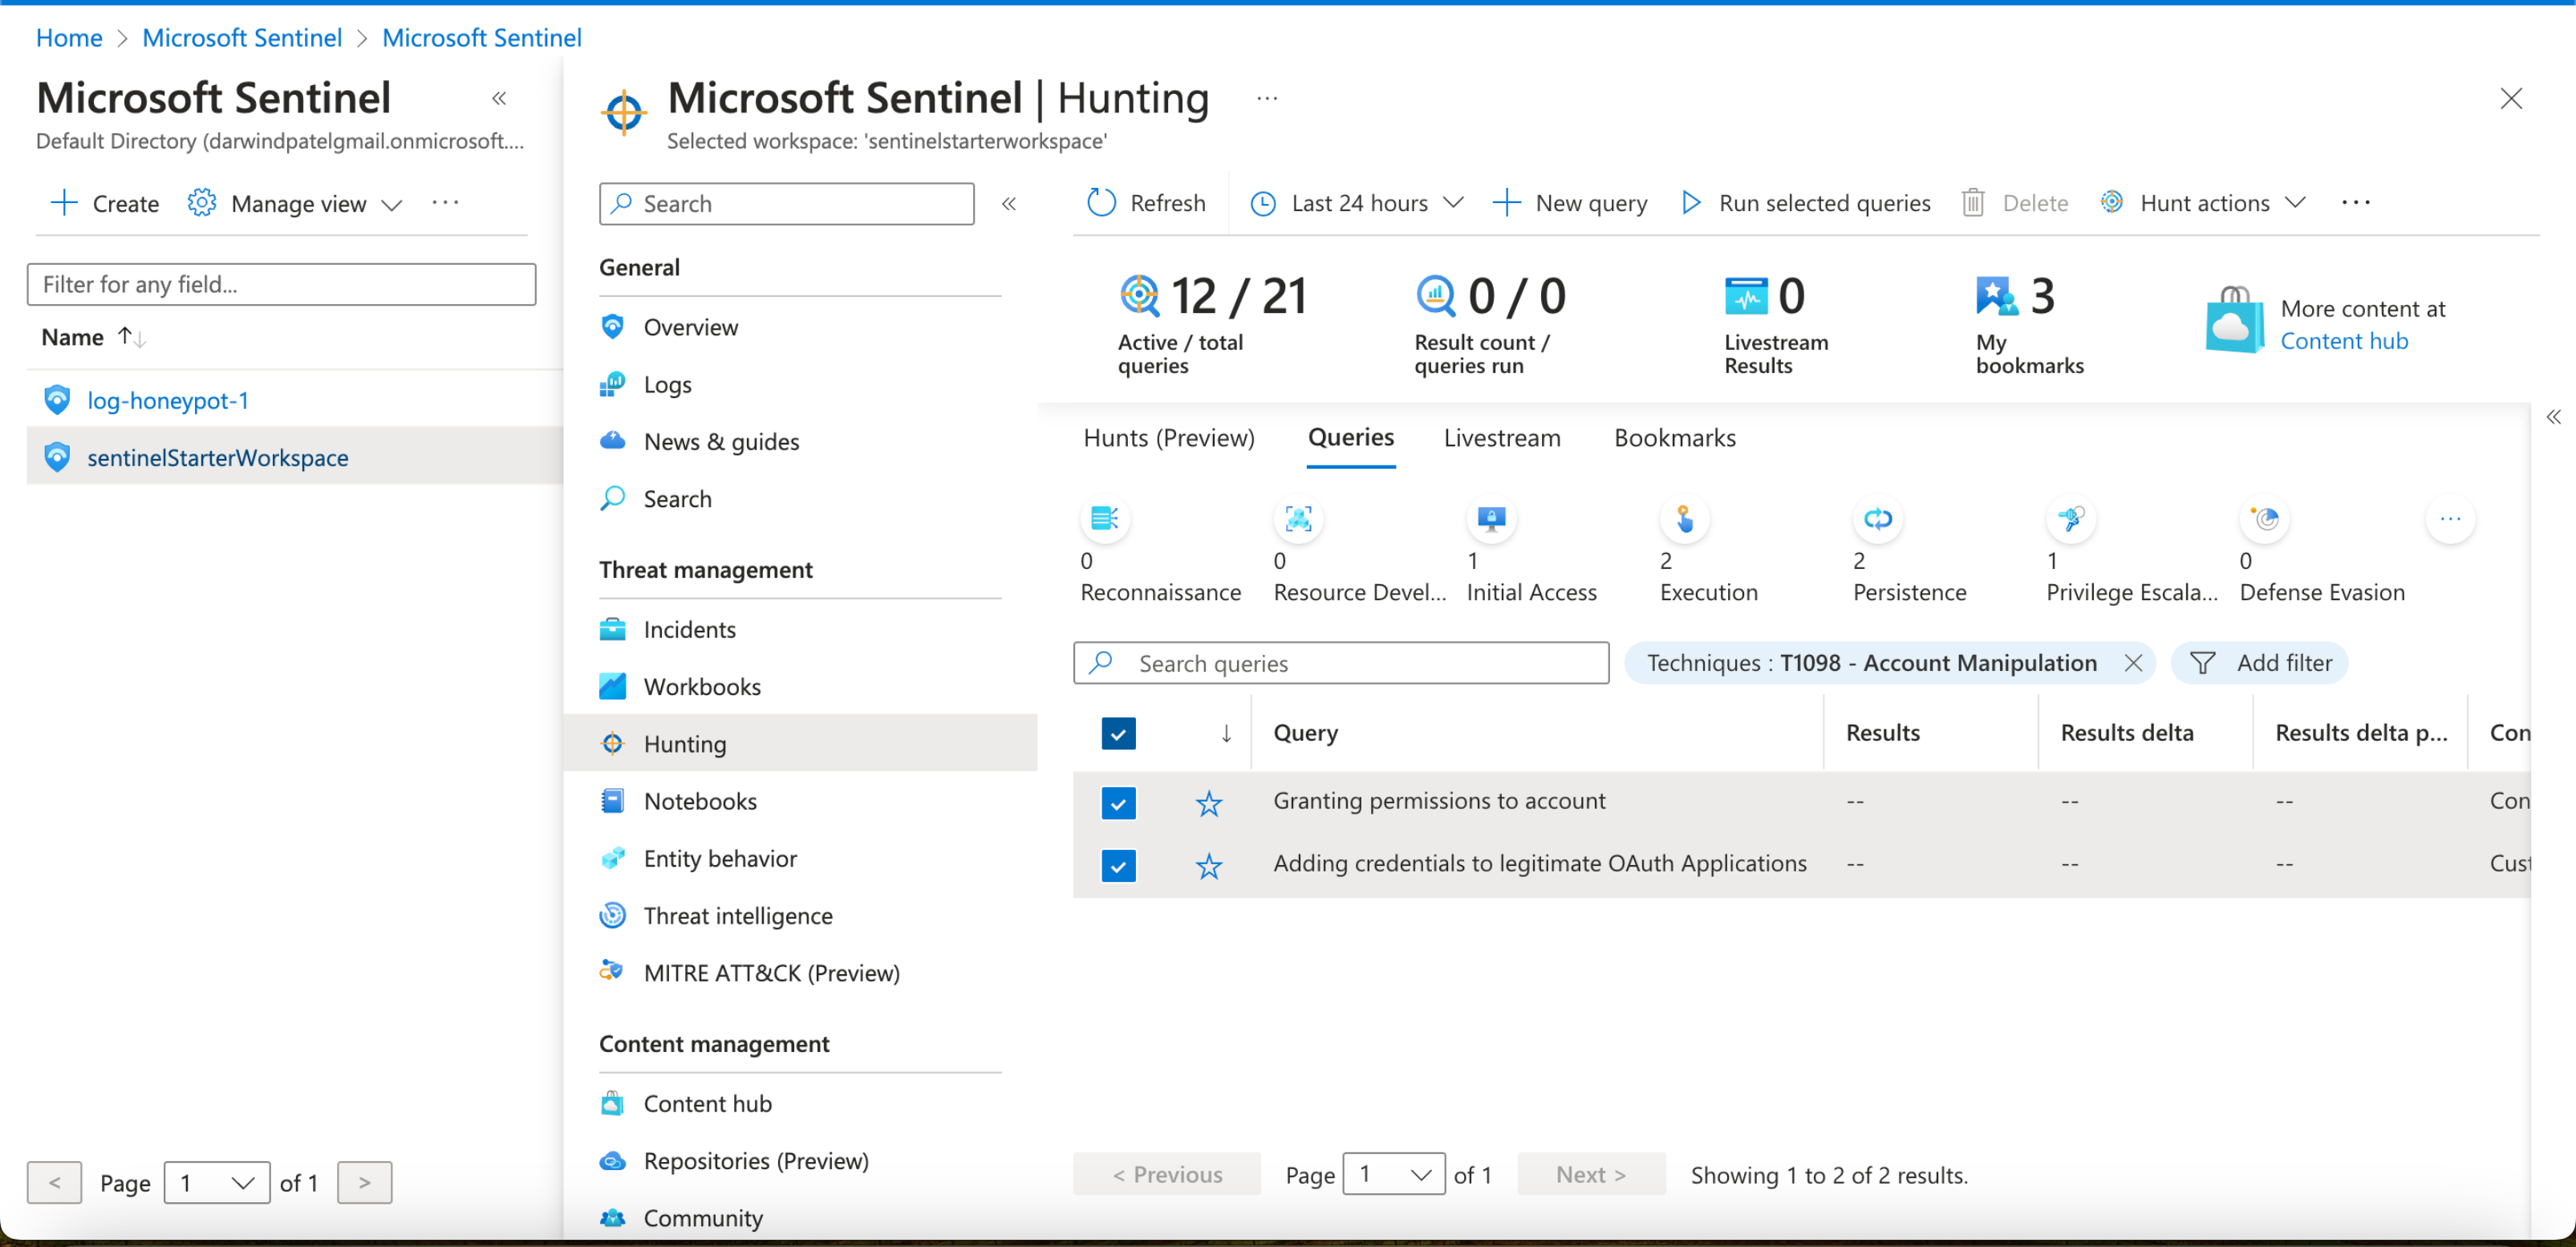 Home > Microsoft Sentinel > Microsoft Sentinel
Microsoft Sentinel «
Default Directory (darwindpatelgmail.onmicrosoft....
+ Create Manage view ...
Filter for any field...
Name ↑↓
log-honeypot-1
sentinelStarterWorkspace
< Page 1 of 1 >
Microsoft Sentinel | Hunting ...
Selected workspace: 'sentinelstarterworkspace'
Search «
General
Overview
Logs
News & guides
Search
Threat management
Incidents
Workbooks
Hunting
Notebooks
Entity behavior
Threat intelligence
MITRE ATT&CK (Preview)
Content management
Content hub
Repositories (Preview)
Community
Refresh Last 24 hours + New query Run selected queries Delete Hunt actions ...
12 / 21
Active / total
queries
0 / 0
Result count /
queries run
0
Livestream
Results
3
My
bookmarks
More content at
Content hub
«
Hunts (Preview) Queries Livestream Bookmarks
0
Reconnaissance
0
Resource Devel...
1
Initial Access
2
Execution
2
Persistence
1
Privilege Escala...
0
Defense Evasion
...
Search queries Techniques : T1098 - Account Manipulation × Add filter
↓ Query Results Results delta Results delta p... Con
Granting permissions to account -- -- -- Con
Adding credentials to legitimate OAuth Applications -- -- -- Cust
< Previous Page 1 of 1 Next > Showing 1 to 2 of 2 results.